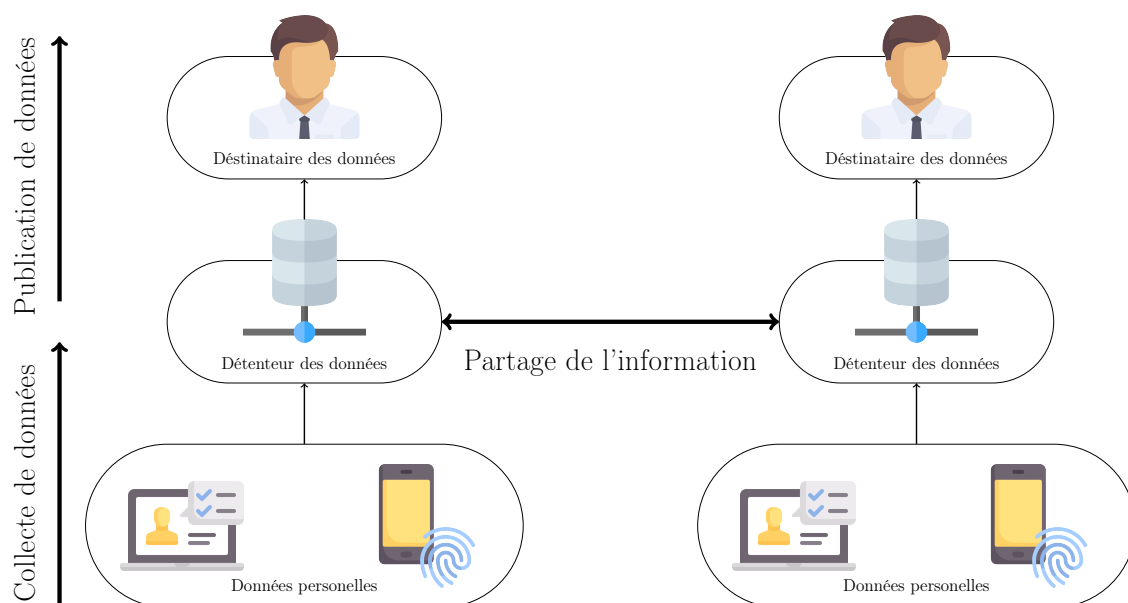 Publication de données
Déstinataire des données
Déstinataire des données
Détenteur des données
Partage de l'information
Détenteur des données
Collecte de données
Données personelles
Données personelles